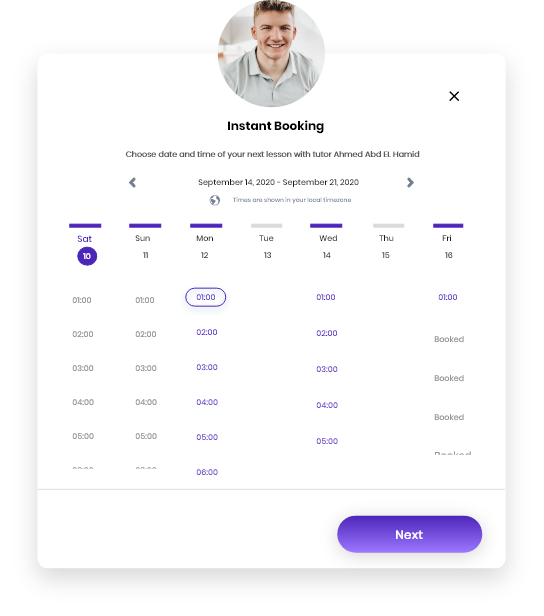 Instant Booking
Choose date and time of your next lesson with tutor Ahmed Abd El Hamid
September 14, 2020 - September 21, 2020
Times are shown in your local timezone
Sat Sun Mon Tue Wed Thu Fri
10 11 12 13 14 15 16
01:00 01:00 01:00 01:00 01:00
02:00 02:00 02:00 02:00 Booked
03:00 03:00 03:00 03:00 Booked
04:00 04:00 04:00 04:00 Booked
05:00 05:00 05:00 05:00 Booked
06:00
Next